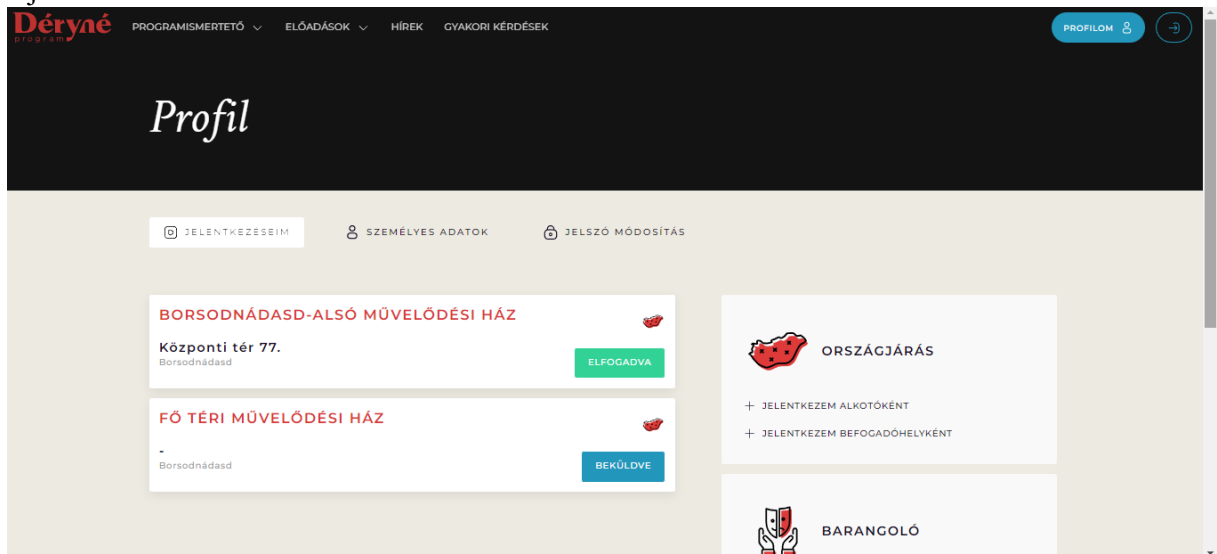 Déryné
program
PROGRAMISMERTETŐ
ELŐADÁSOK
HÍREK
GYAKORI KÉRDÉSEK
PROFILOM
Profil
JELENTKEZÉSEIM
SZEMÉLYES ADATOK
JELSZÓ MÓDOSÍTÁS
BORSODNÁDASD-ALSÓ MŰVELŐDÉSI HÁZ
Központi tér 77.
Borsodnádasd
ELFOGADVA
FŐ TÉRI MŰVELŐDÉSI HÁZ
-
Borsodnádasd
BEKÜLDVE
ORSZÁGJÁRÁS
+ JELENTKEZEM ALKOTÓKÉNT
+ JELENTKEZEM BEFOGADÓHELYKÉNT
BARANGOLÓ